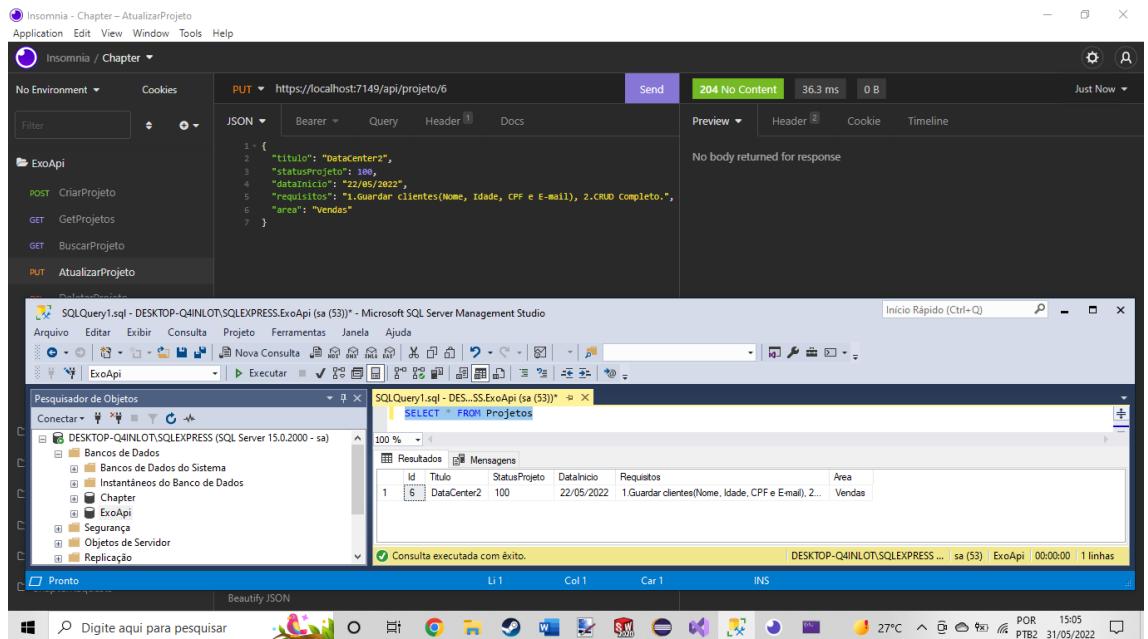 Insomnia - Chapter – AtualizarProjeto
Application Edit View Window Tools Help
Insomnia / Chapter
No Environment Cookies
PUT https://localhost:7149/api/projeto/6 Send
204 No Content 36.3 ms 0 B Just Now
Filter
JSON Bearer Query Header 1 Docs
Preview Header 2 Cookie Timeline
1 {
2 "titulo": "DataCenter2",
3 "statusProjeto": 100,
4 "dataInicio": "22/05/2022",
5 "requisitos": "1.Guardar clientes(Nome, Idade, CPF e E-mail), 2.CRUD Completo.",
6 "area": "Vendas"
7 }
No body returned for response
ExoApi
POST CriarProjeto
GET GetProjetos
GET BuscarProjeto
PUT AtualizarProjeto
SQLQuery1.sql - DESKTOP-Q4INLOT\SQLEXPRESS.ExoApi (sa (53))* - Microsoft SQL Server Management Studio
Início Rápido (Ctrl+Q)
Arquivo Editar Exibir Consulta Projeto Ferramentas Janela Ajuda
Nova Consulta
ExoApi Executar
Pesquisador de Objetos
Conectar
DESKTOP-Q4INLOT\SQLEXPRESS (SQL Server 15.0.2000 - sa)
Bancos de Dados
Bancos de Dados do Sistema
Instantâneos do Banco de Dados
Chapter
ExoApi
Segurança
Objetos de Servidor
Replicação
SQLQuery1.sql - DES...SS.ExoApi (sa (53))*
SELECT * FROM Projetos
100 %
Resultados Mensagens
Id Titulo StatusProjeto DataInicio Requisitos Area
1 6 DataCenter2 100 22/05/2022 1.Guardar clientes(Nome, Idade, CPF e E-mail), 2... Vendas
Consulta executada com êxito. DESKTOP-Q4INLOT\SQLEXPRESS ... sa (53) ExoApi 00:00:00 1 linhas
Pronto Li 1 Col 1 Car 1 INS
Beautify JSON
Digite aqui para pesquisar
27°C
POR
PTB2
15:05
31/05/2022